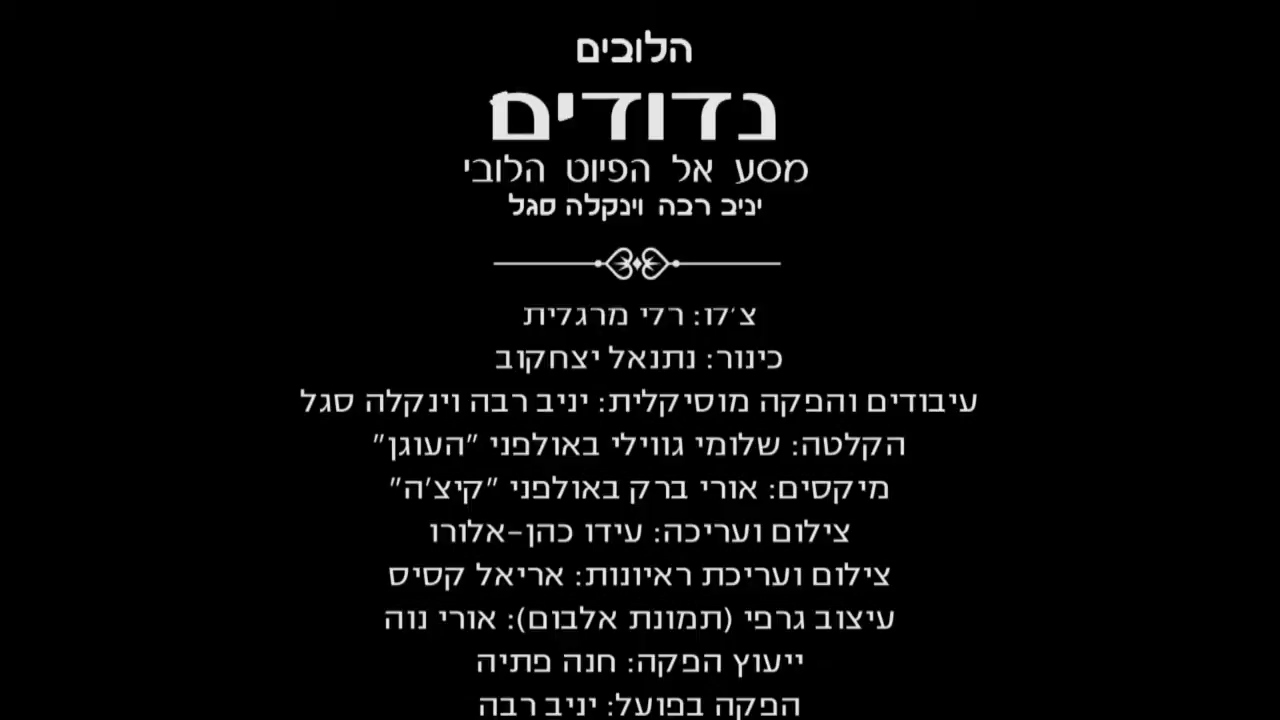 הלובים
נדודים
מסע אל הפיוט הלובי
יניב רבה וינקלה סגל
צ'לו: רלי מרגלית
כינור: נתנאל יצחקוב
עיבודים והפקה מוסיקלית: יניב רבה וינקלה סגל
הקלטה: שלומי גווילי באולפני "העוגן"
מיקסים: אורי ברק באולפני "קיצ'ה"
צילום ועריכה: עידו כהן-אלורו
צילום ועריכת ראיונות: אריאל קסיס
עיצוב גרפי (תמונת אלבום): אורי נוה
ייעוץ הפקה: חנה פתיה
הפקה בפועל: יניב רבה